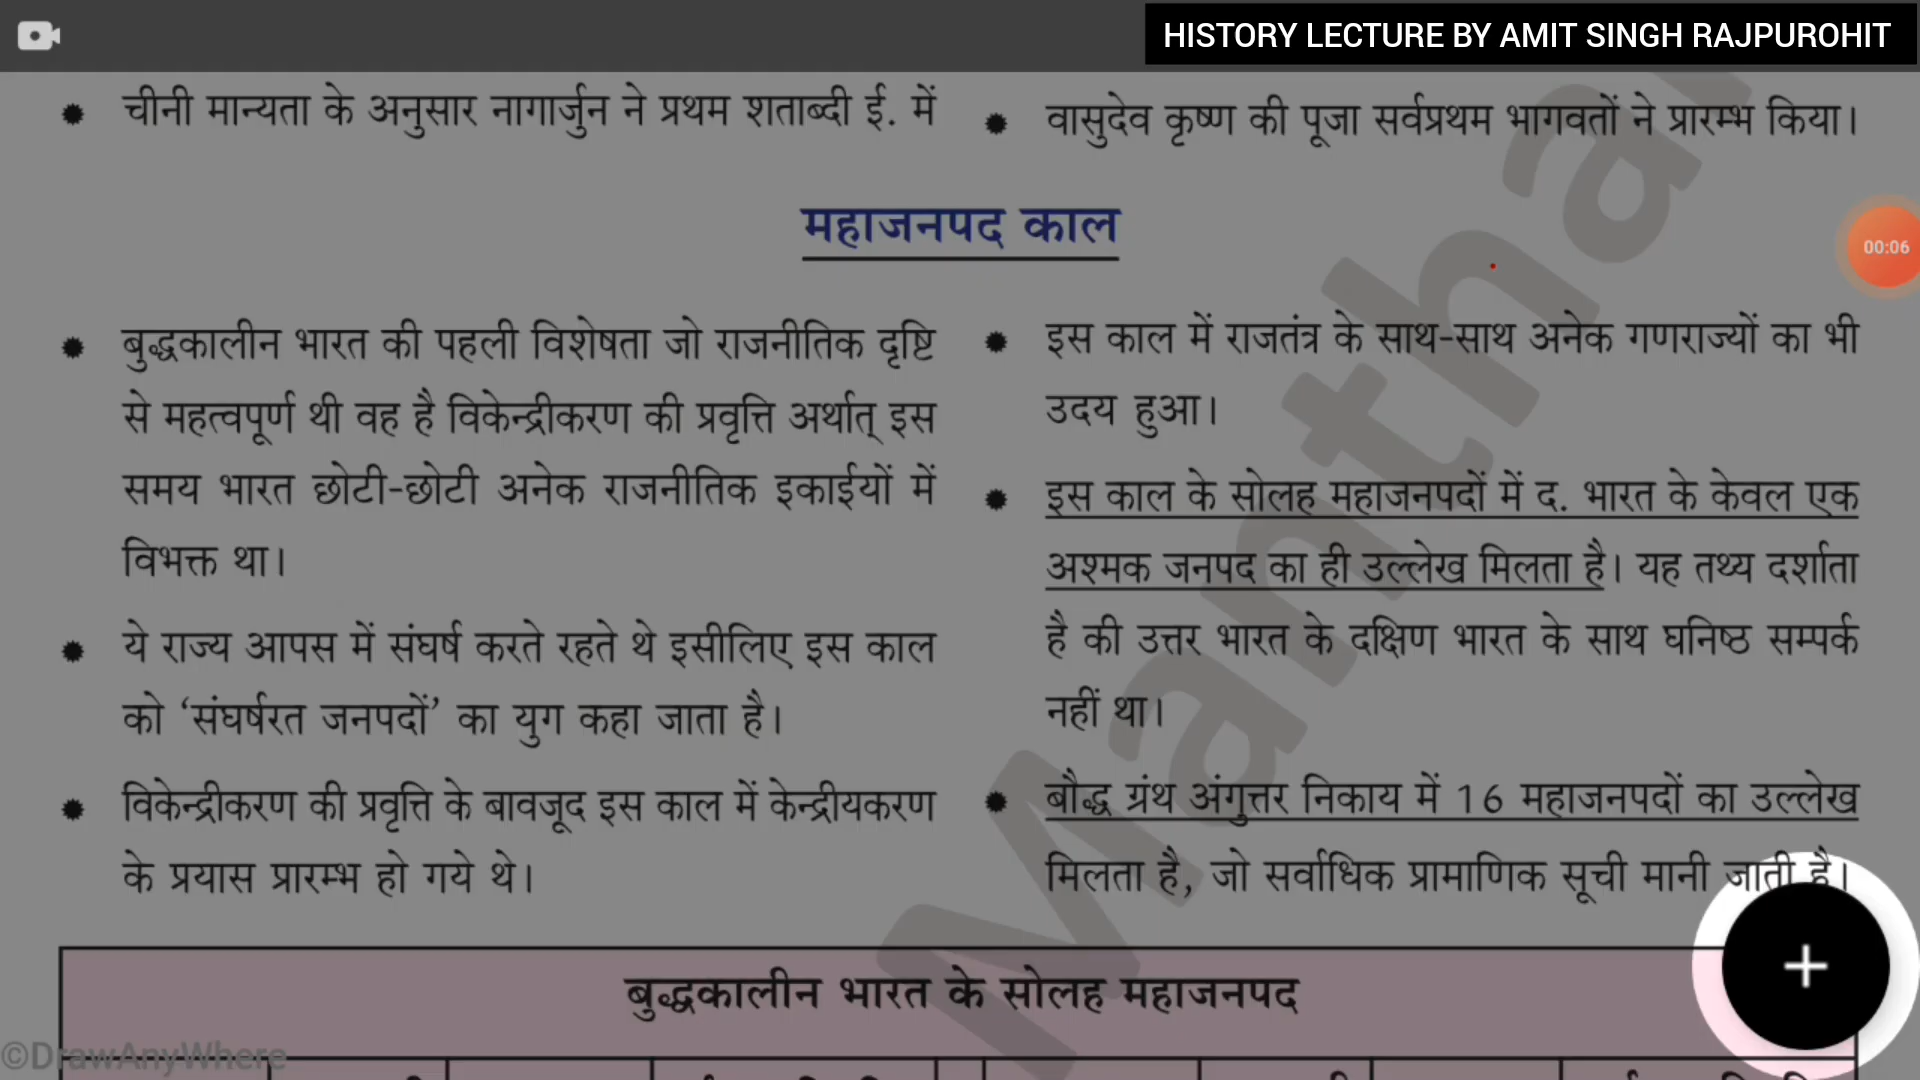 HISTORY LECTURE BY AMIT SINGH RAJPUROHIT
चीनी मान्यता के अनुसार नागार्जुन ने प्रथम शताब्दी ई. में
वासुदेव कृष्ण की पूजा सर्वप्रथम भागवतों ने प्रारम्भ किया।
महाजनपद काल
00:06
बुद्धकालीन भारत की पहली विशेषता जो राजनीतिक दृष्टि
से महत्वपूर्ण थी वह है विकेन्द्रीकरण की प्रवृत्ति अर्थात् इस
समय भारत छोटी-छोटी अनेक राजनीतिक इकाईयों में
विभक्त था।
ये राज्य आपस में संघर्ष करते रहते थे इसीलिए इस काल
को ‘संघर्षरत जनपदों’ का युग कहा जाता है।
विकेन्द्रीकरण की प्रवृत्ति के बावजूद इस काल में केन्द्रीयकरण
के प्रयास प्रारम्भ हो गये थे।
इस काल में राजतंत्र के साथ-साथ अनेक गणराज्यों का भी
उदय हुआ।
इस काल के सोलह महाजनपदों में द. भारत के केवल एक
अश्मक जनपद का ही उल्लेख मिलता है। यह तथ्य दर्शाता
है की उत्तर भारत के दक्षिण भारत के साथ घनिष्ठ सम्पर्क
नहीं था।
बौद्ध ग्रंथ अंगुत्तर निकाय में 16 महाजनपदों का उल्लेख
मिलता है, जो सर्वाधिक प्रामाणिक सूची मानी जाती है।
बुद्धकालीन भारत के सोलह महाजनपद
©DrawAnyWhere